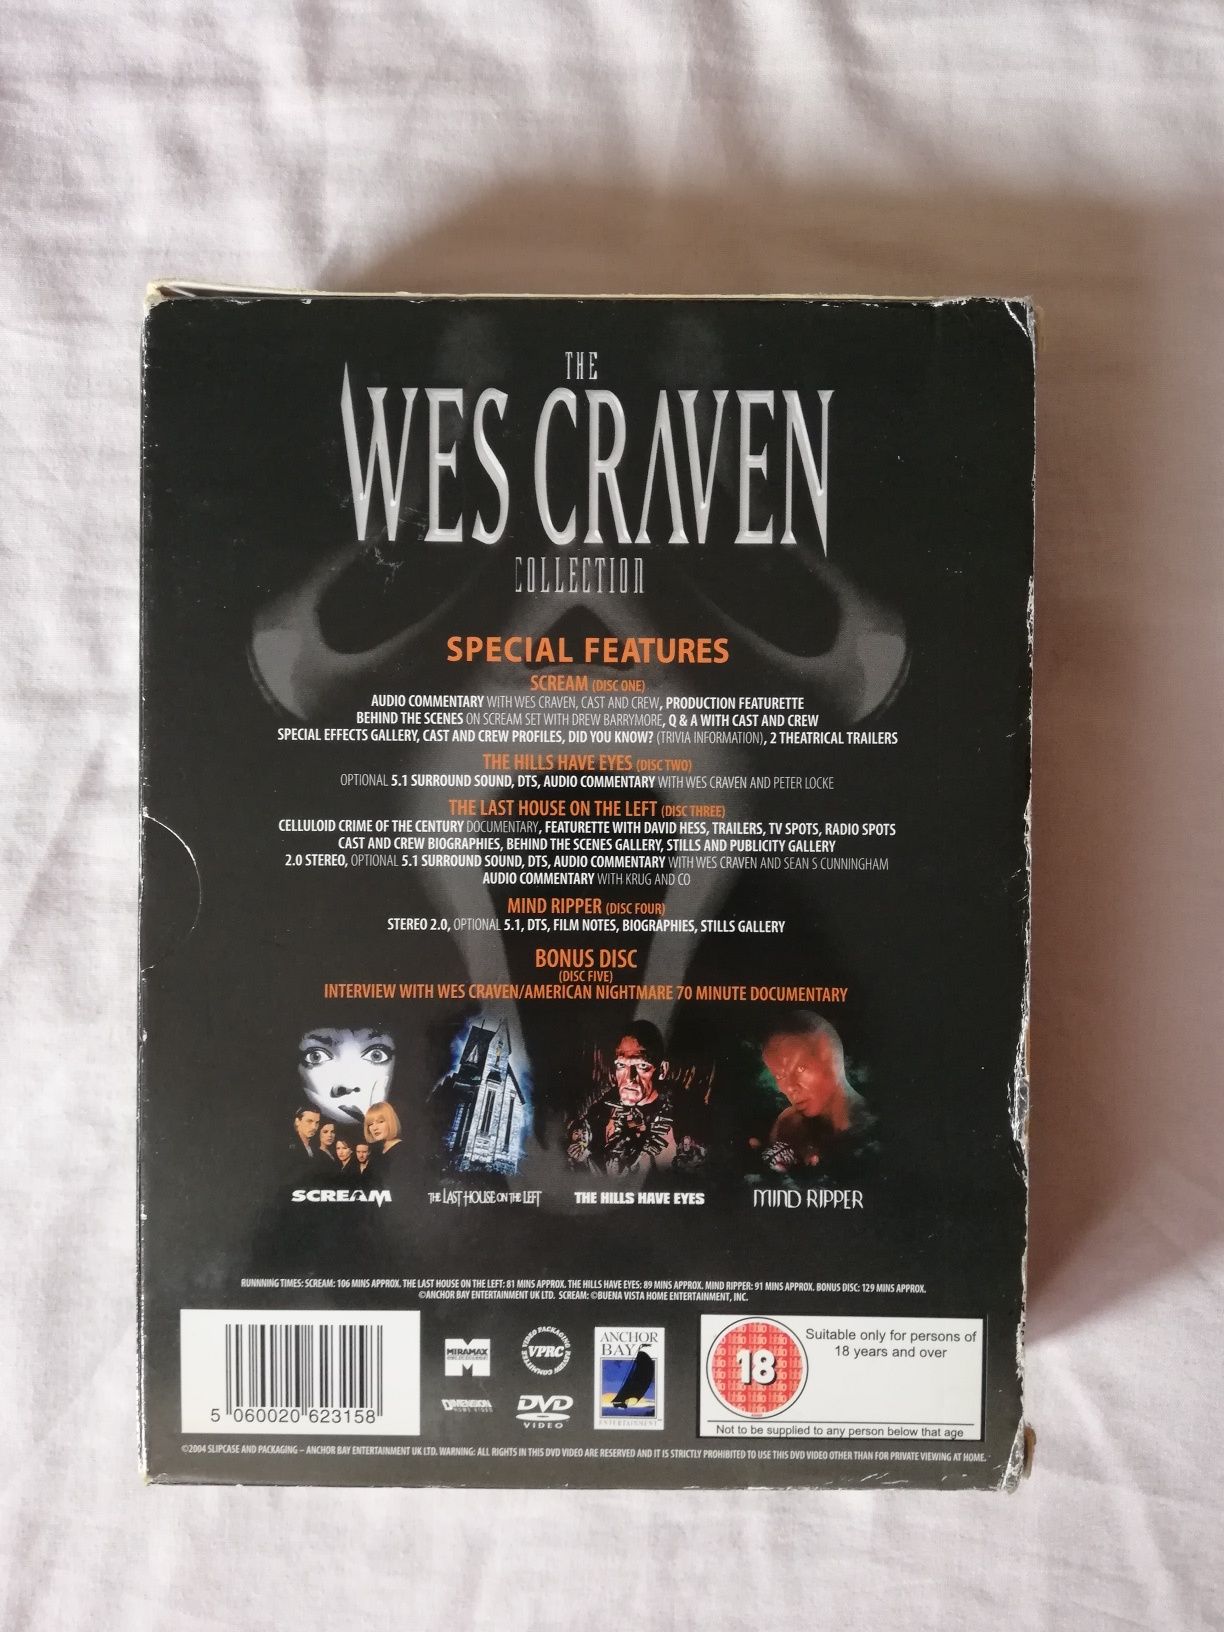 THE
WES CRAVEN
COLLECTION
SPECIAL FEATURES
SCREAM (DISC ONE)
AUDIO COMMENTARY WITH WES CRAVEN, CAST AND CREW, PRODUCTION FEATURETTE
BEHIND THE SCENES ON SCREAM SET WITH DREW BARRYMORE, Q & A WITH CAST AND CREW
SPECIAL EFFECTS GALLERY, CAST AND CREW PROFILES, DID YOU KNOW? (TRIVIA INFORMATION), 2 THEATRICAL TRAILERS
THE HILLS HAVE EYES (DISC TWO)
OPTIONAL 5.1 SURROUND SOUND, DTS, AUDIO COMMENTARY WITH WES CRAVEN AND PETER LOCKE
THE LAST HOUSE ON THE LEFT (DISC THREE)
CELLULOID CRIME OF THE CENTURY DOCUMENTARY, FEATURETTE WITH DAVID HESS, TRAILERS, TV SPOTS, RADIO SPOTS
CAST AND CREW BIOGRAPHIES, BEHIND THE SCENES GALLERY, STILLS AND PUBLICITY GALLERY
2.0 STEREO, OPTIONAL 5.1 SURROUND SOUND, DTS, AUDIO COMMENTARY WITH WES CRAVEN AND SEAN S CUNNINGHAM
AUDIO COMMENTARY WITH KRUG AND CO
MIND RIPPER (DISC FOUR)
STEREO 2.0, OPTIONAL 5.1, DTS, FILM NOTES, BIOGRAPHIES, STILLS GALLERY
BONUS DISC
(DISC FIVE)
INTERVIEW WITH WES CRAVEN/AMERICAN NIGHTMARE 70 MINUTE DOCUMENTARY
SCREAM
THE LAST HOUSE ON THE LEFT
THE HILLS HAVE EYES
MIND RIPPER
RUNNNING TIMES: SCREAM: 106 MINS APPROX. THE LAST HOUSE ON THE LEFT: 81 MINS APPROX. THE HILLS HAVE EYES: 89 MINS APPROX. MIND RIPPER: 91 MINS APPROX. BONUS DISC: 129 MINS APPROX.
©ANCHOR BAY ENTERTAINMENT UK LTD. SCREAM: ©BUENA VISTA HOME ENTERTAINMENT, INC.
5 060020 623158
MIRAMAX
DIMENSION
HOME VIDEO
VIDEO PACKAGING REVIEW COMMITTEE
VPRC
DVD
VIDEO
ANCHOR
BAY
ENTERTAINMENT
18
Suitable only for persons of
18 years and over
Not to be supplied to any person below that age
©2004 SLIPCASE AND PACKAGING – ANCHOR BAY ENTERTAINMENT UK LTD. WARNING: ALL RIGHTS IN THIS DVD VIDEO ARE RESERVED AND IT IS STRICTLY PROHIBITED TO USE THIS DVD VIDEO OTHER THAN FOR PRIVATE VIEWING AT HOME.